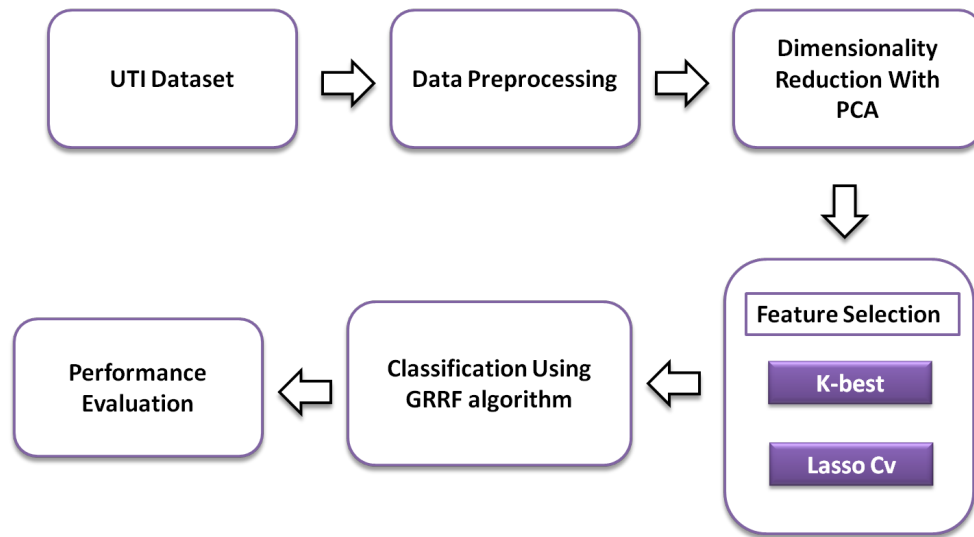 UTI Dataset
Data Preprocessing
Dimensionality
Reduction With
PCA
Feature Selection
K-best
Lasso Cv
Classification Using
GRRF algorithm
Performance
Evaluation